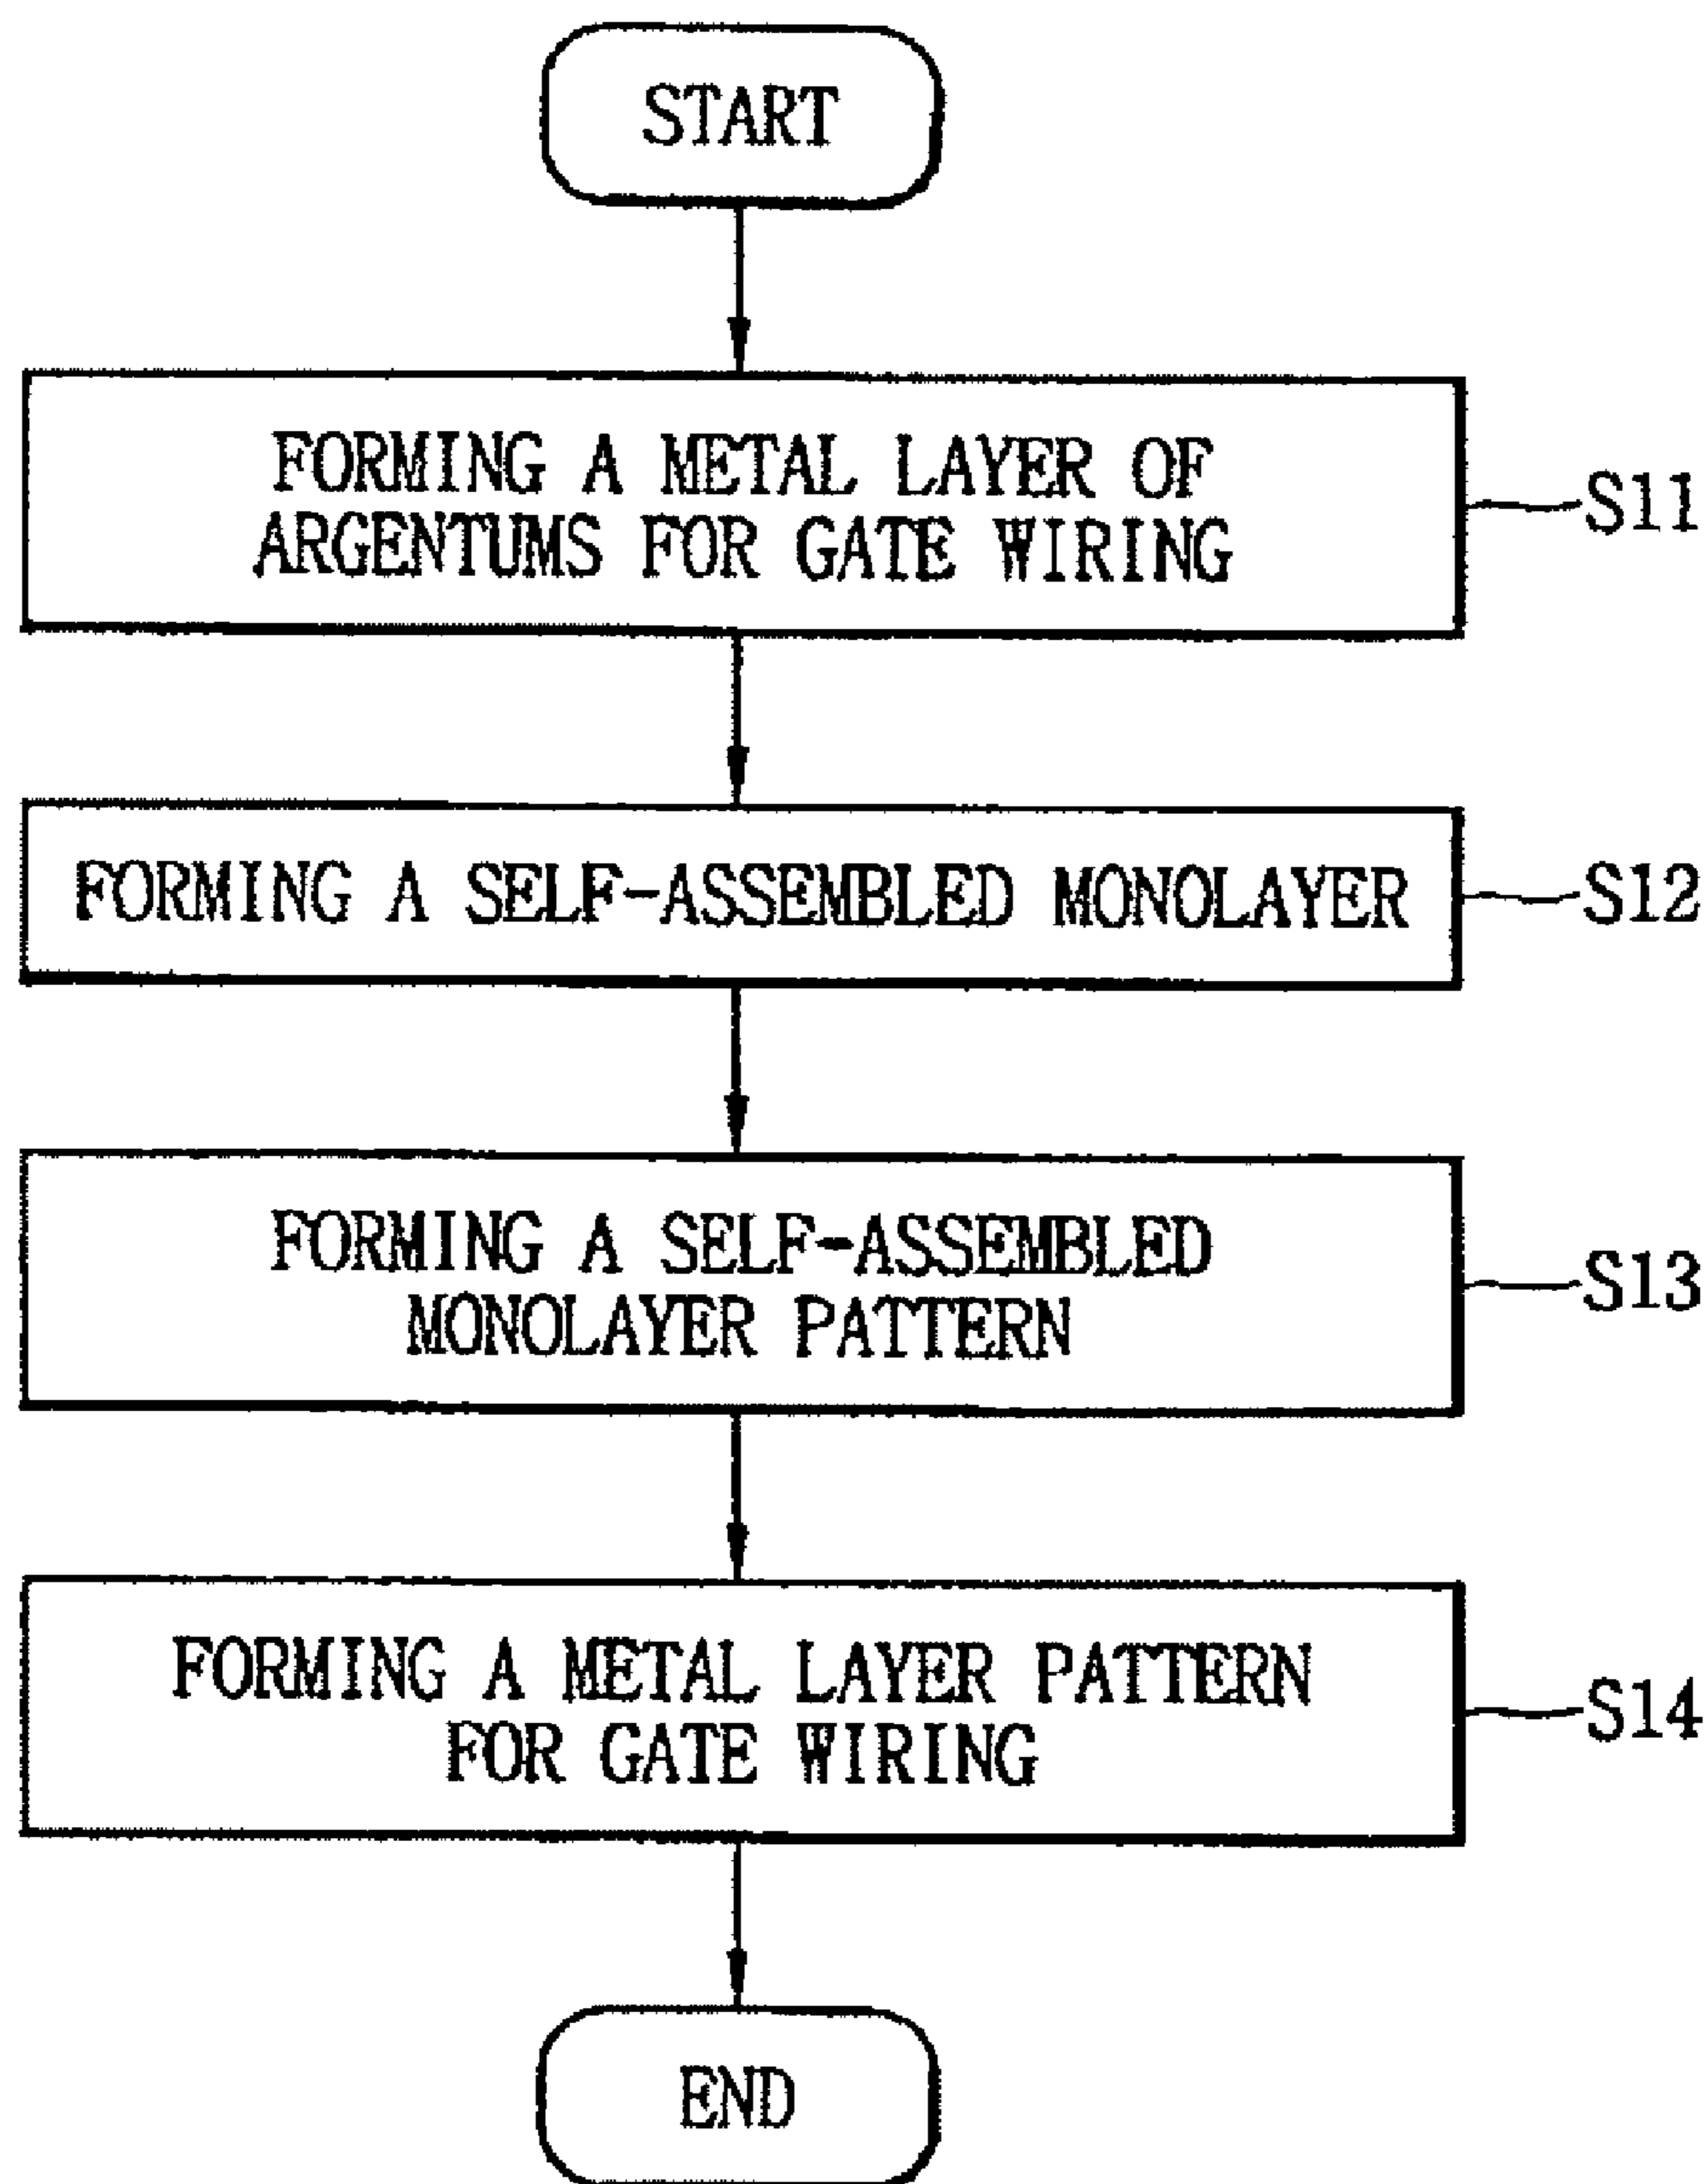 START
FORMING A METAL LAYER OF
ARGENTUMS FOR GATE WIRING
S11
FORMING A SELF-ASSEMBLED MONOLAYER
S12
FORMING A SELF-ASSEMBLED
MONOLAYER PATTERN
S13
FORMING A METAL LAYER PATTERN
FOR GATE WIRING
S14
END